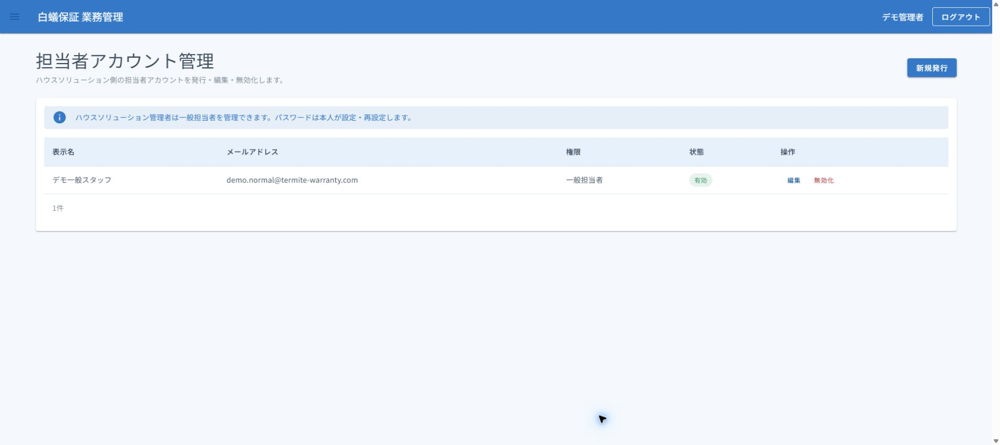 白蟻保証 業務管理
デモ管理者
ログアウト
担当者アカウント管理
ハウスソリューション側の担当者アカウントを発行・編集・無効化します。
新規発行
ハウスソリューション管理者は一般担当者を管理できます。パスワードは本人が設定・再設定します。
表示名 メールアドレス 権限 状態 操作
デモ一般スタッフ demo.normal@termite-warranty.com 一般担当者 有効 編集 無効化
1件